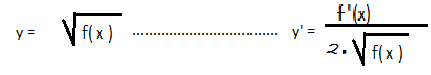 y = √f(x) .................................... y' = f'(x) / 2.√f(x)